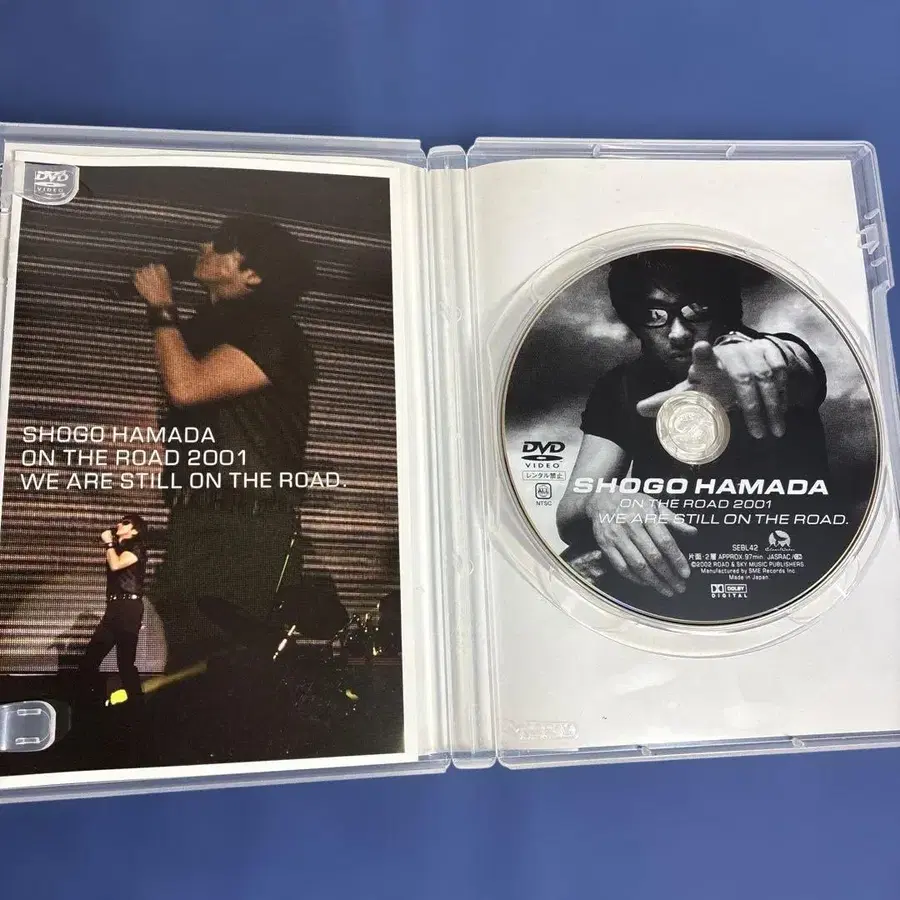 DVD
VIDEO
SHOGO HAMADA
ON THE ROAD 2001
WE ARE STILL ON THE ROAD.
DVD
VIDEO
レンタル禁止
ALL
NTSC
SHOGO HAMADA
ON THE ROAD 2001
WE ARE STILL ON THE ROAD.
SEBL42
片面・2層 APPROX.97min. JASRAC
©2002 ROAD & SKY MUSIC PUBLISHERS
Manufactured by SME Records Inc.
Made in Japan
DOLBY
DIGITAL